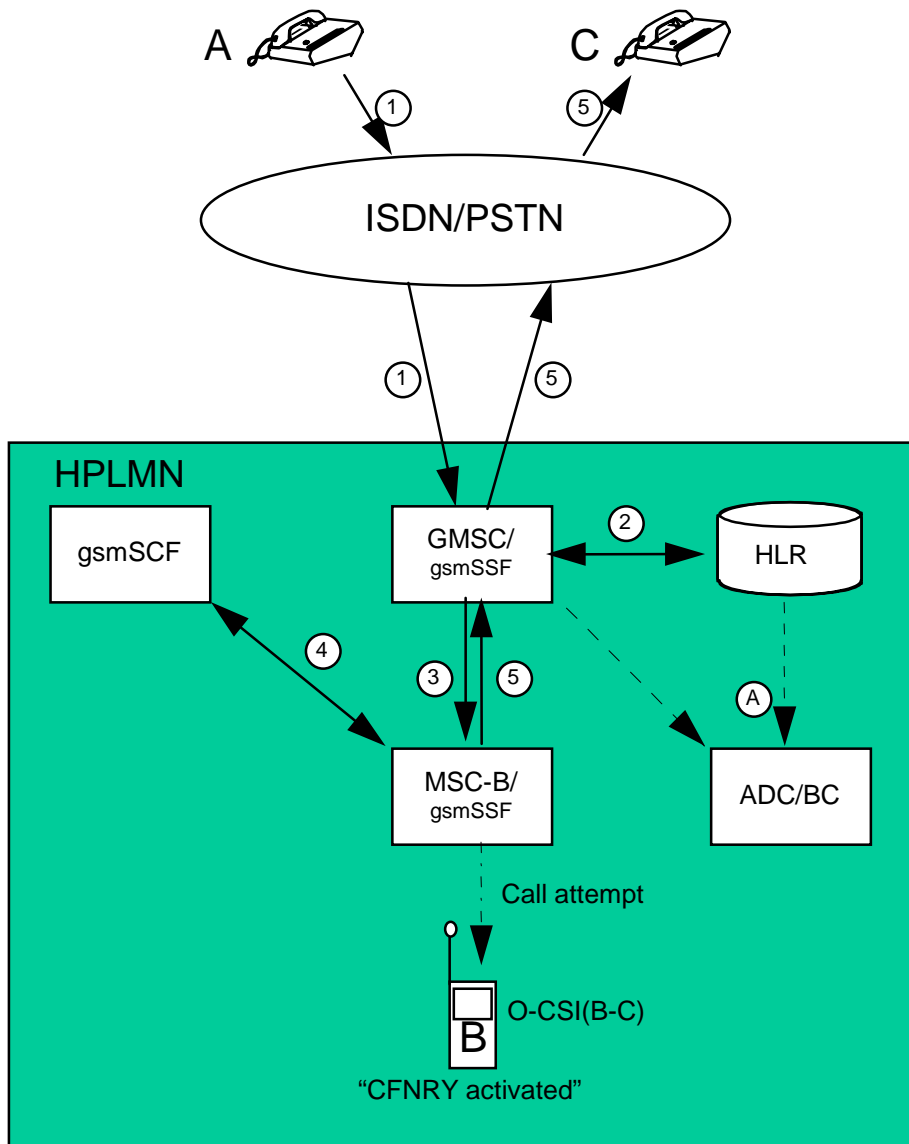 A
C
1
5
ISDN/PSTN
1
5
HPLMN
gsmSCF
GMSC/
gsmSSF
2
HLR
4
3
5
A
MSC-B/
gsmSSF
ADC/BC
Call attempt
O-CSI(B-C)
B
“CFNRY activated”